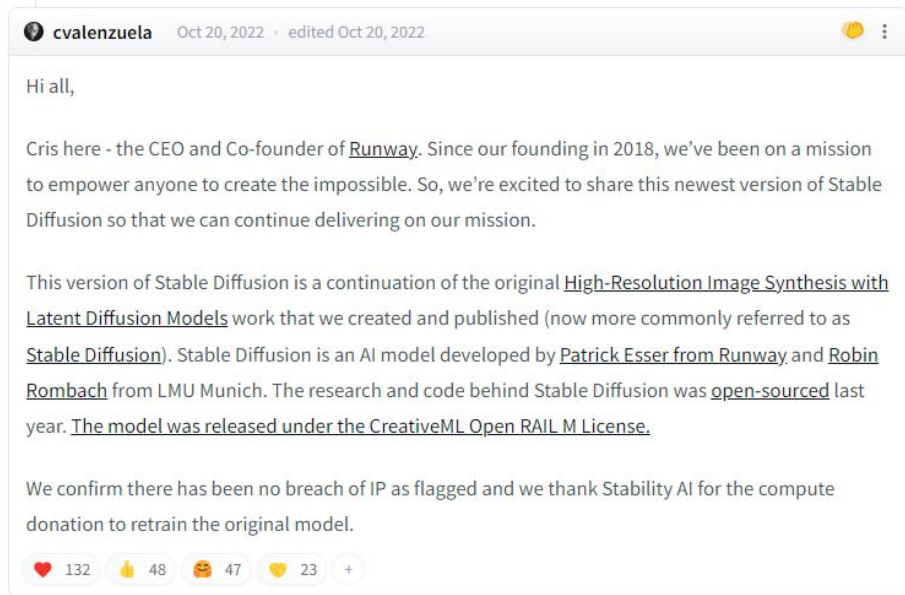 cvalenzuela Oct 20, 2022 • edited Oct 20, 2022
Hi all,
Cris here - the CEO and Co-founder of Runway. Since our founding in 2018, we’ve been on a mission
to empower anyone to create the impossible. So, we’re excited to share this newest version of Stable
Diffusion so that we can continue delivering on our mission.
This version of Stable Diffusion is a continuation of the original High-Resolution Image Synthesis with
Latent Diffusion Models work that we created and published (now more commonly referred to as
Stable Diffusion). Stable Diffusion is an AI model developed by Patrick Esser from Runway and Robin
Rombach from LMU Munich. The research and code behind Stable Diffusion was open-sourced last
year. The model was released under the CreativeML Open RAIL M License.
We confirm there has been no breach of IP as flagged and we thank Stability AI for the compute
donation to retrain the original model.
132 48 47 23 +